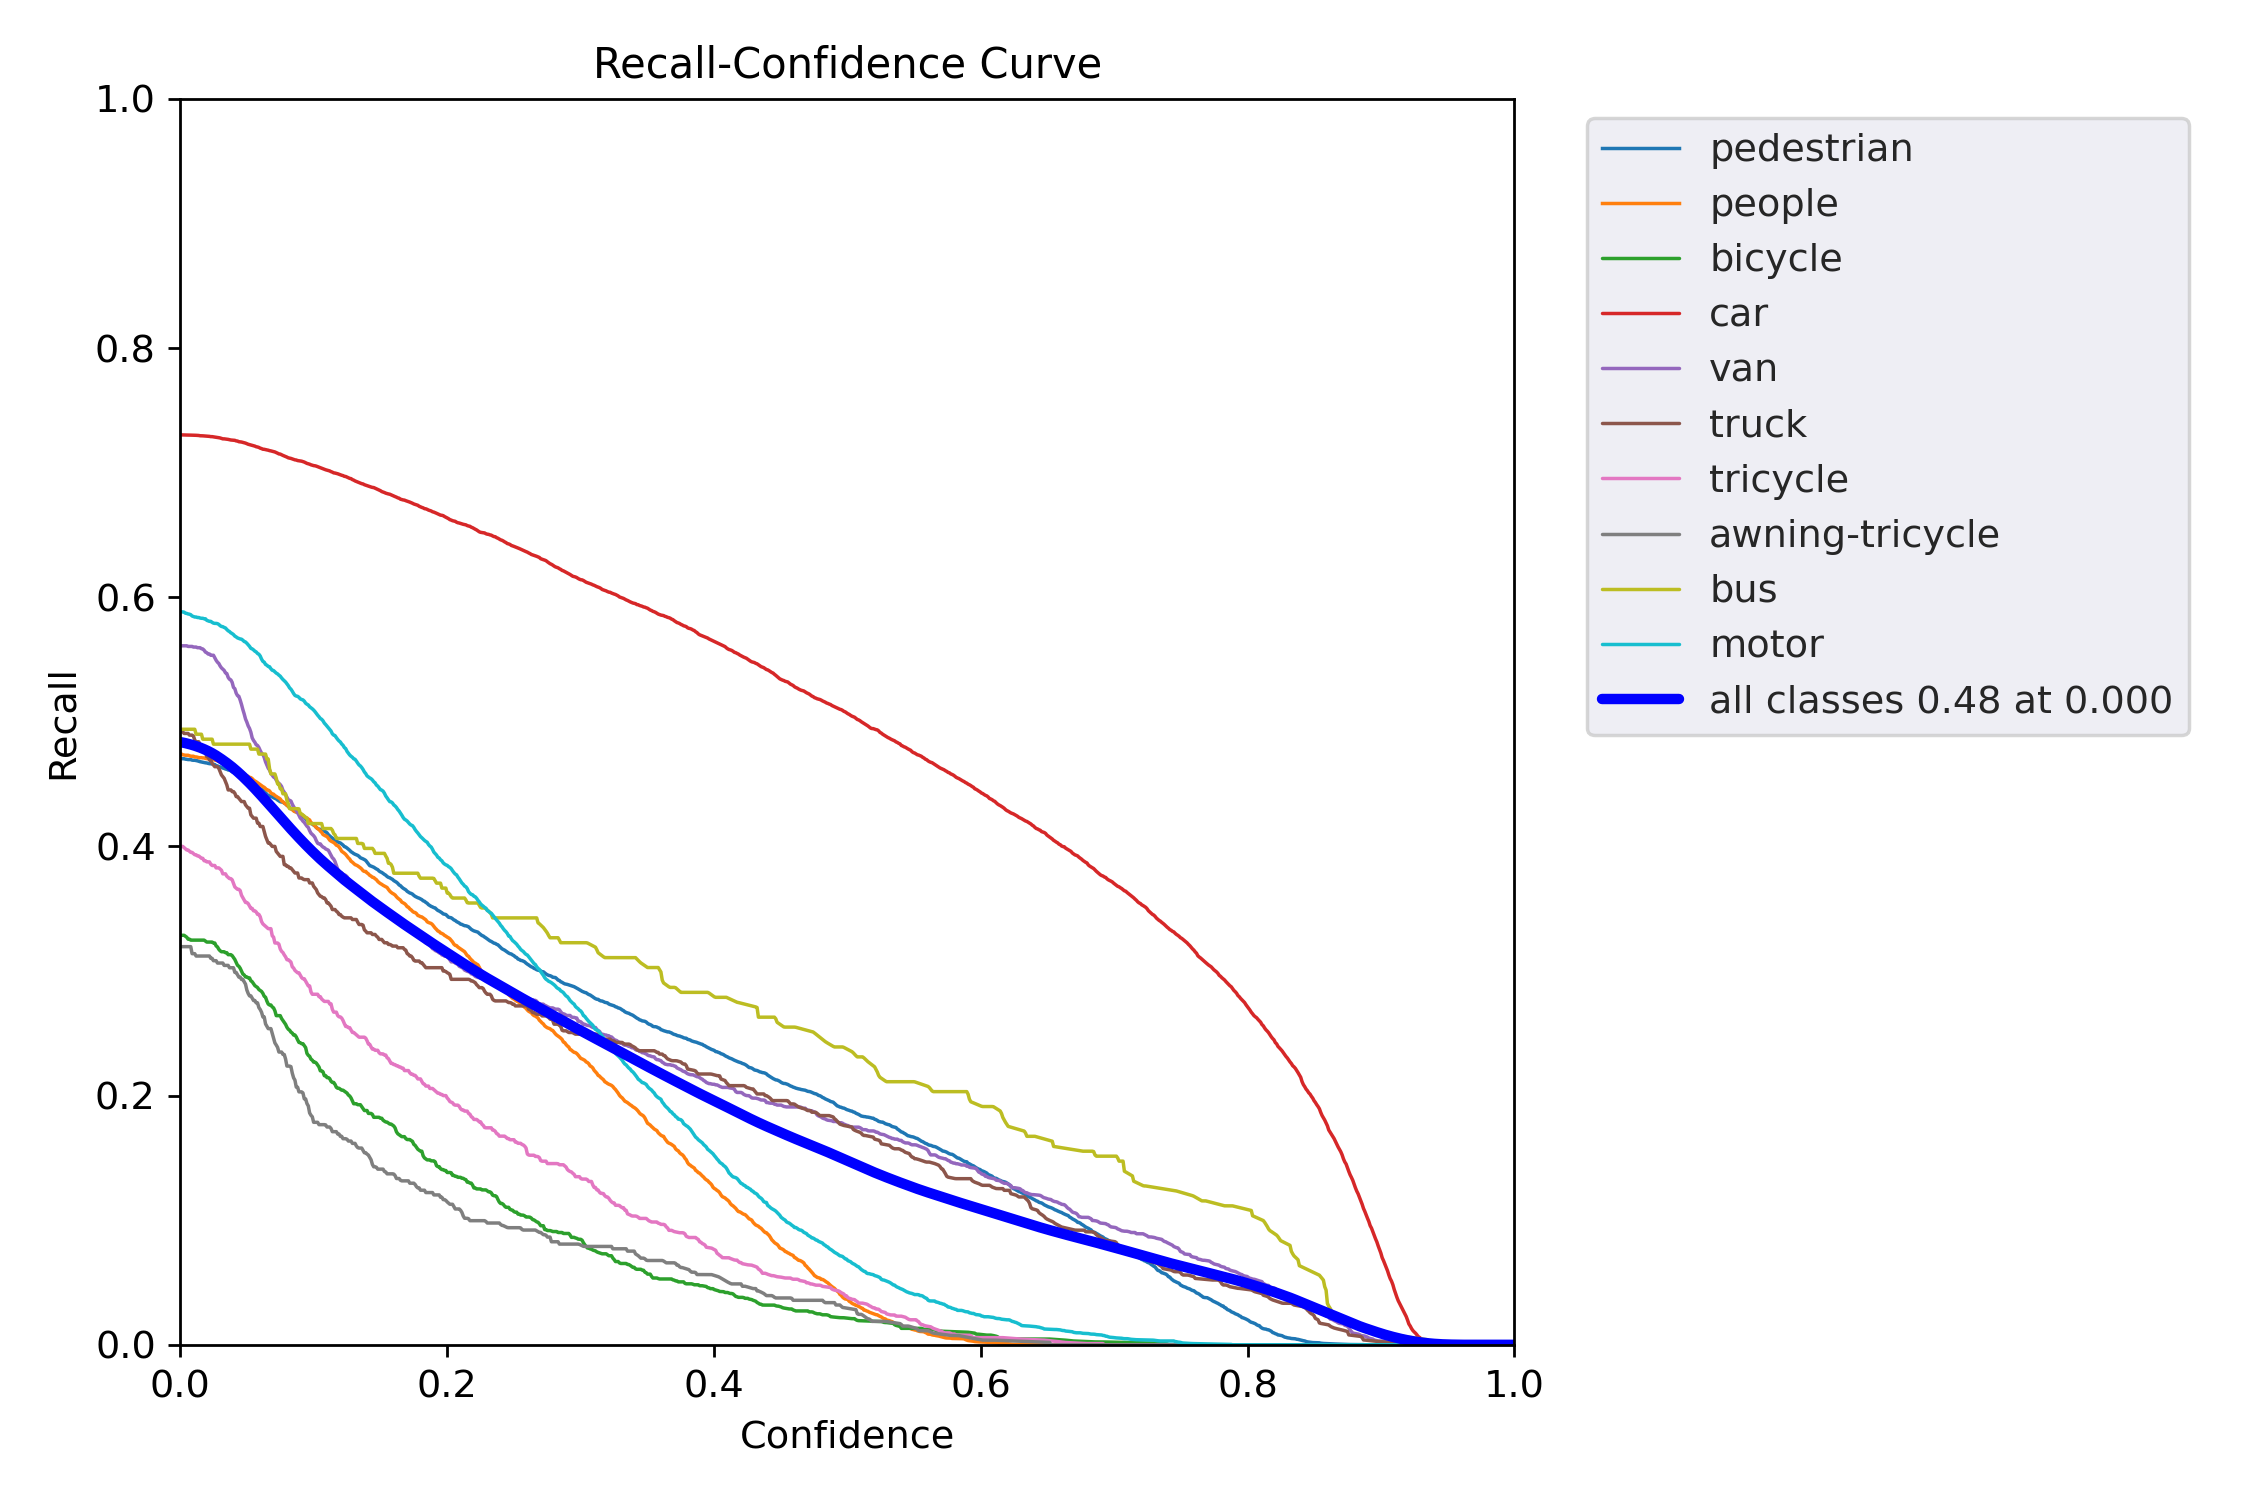 Recall-Confidence Curve
1.0
0.8
0.6
0.4
0.2
0.0
Recall
0.0 0.2 0.4 0.6 0.8 1.0
Confidence
pedestrian
people
bicycle
car
van
truck
tricycle
awning-tricycle
bus
motor
all classes 0.48 at 0.000